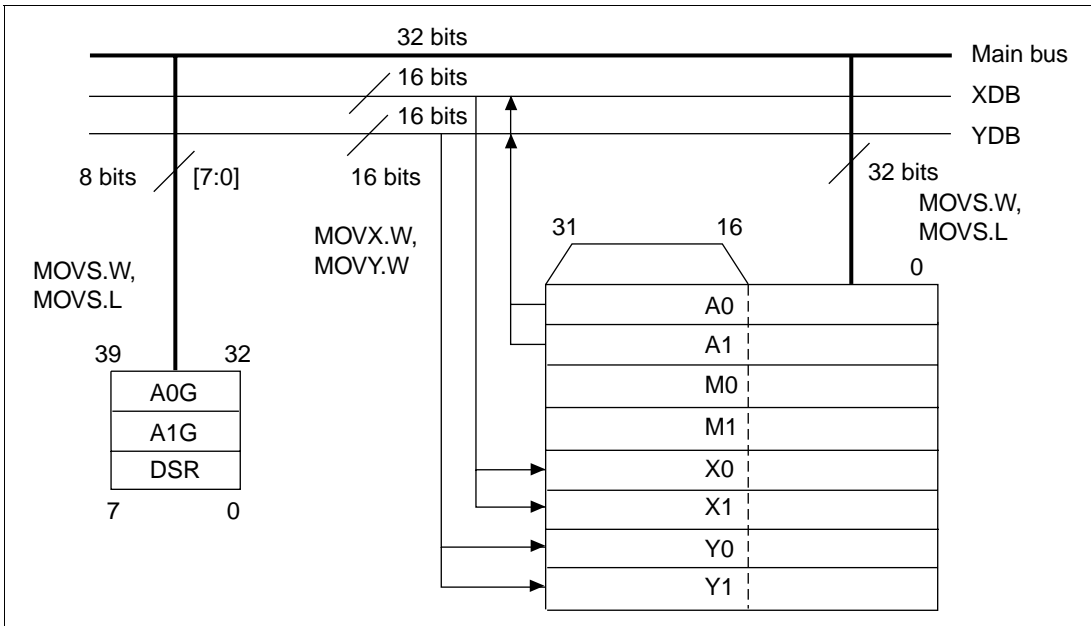 32 bits
Main bus
16 bits
XDB
16 bits
YDB
8 bits
[7:0]
16 bits
32 bits
MOVS.W,
MOVS.L
MOVX.W,
MOVY.W
31
16
0
MOVS.W,
MOVS.L
39
32
A0G
A1G
DSR
7
0
A0
A1
M0
M1
X0
X1
Y0
Y1